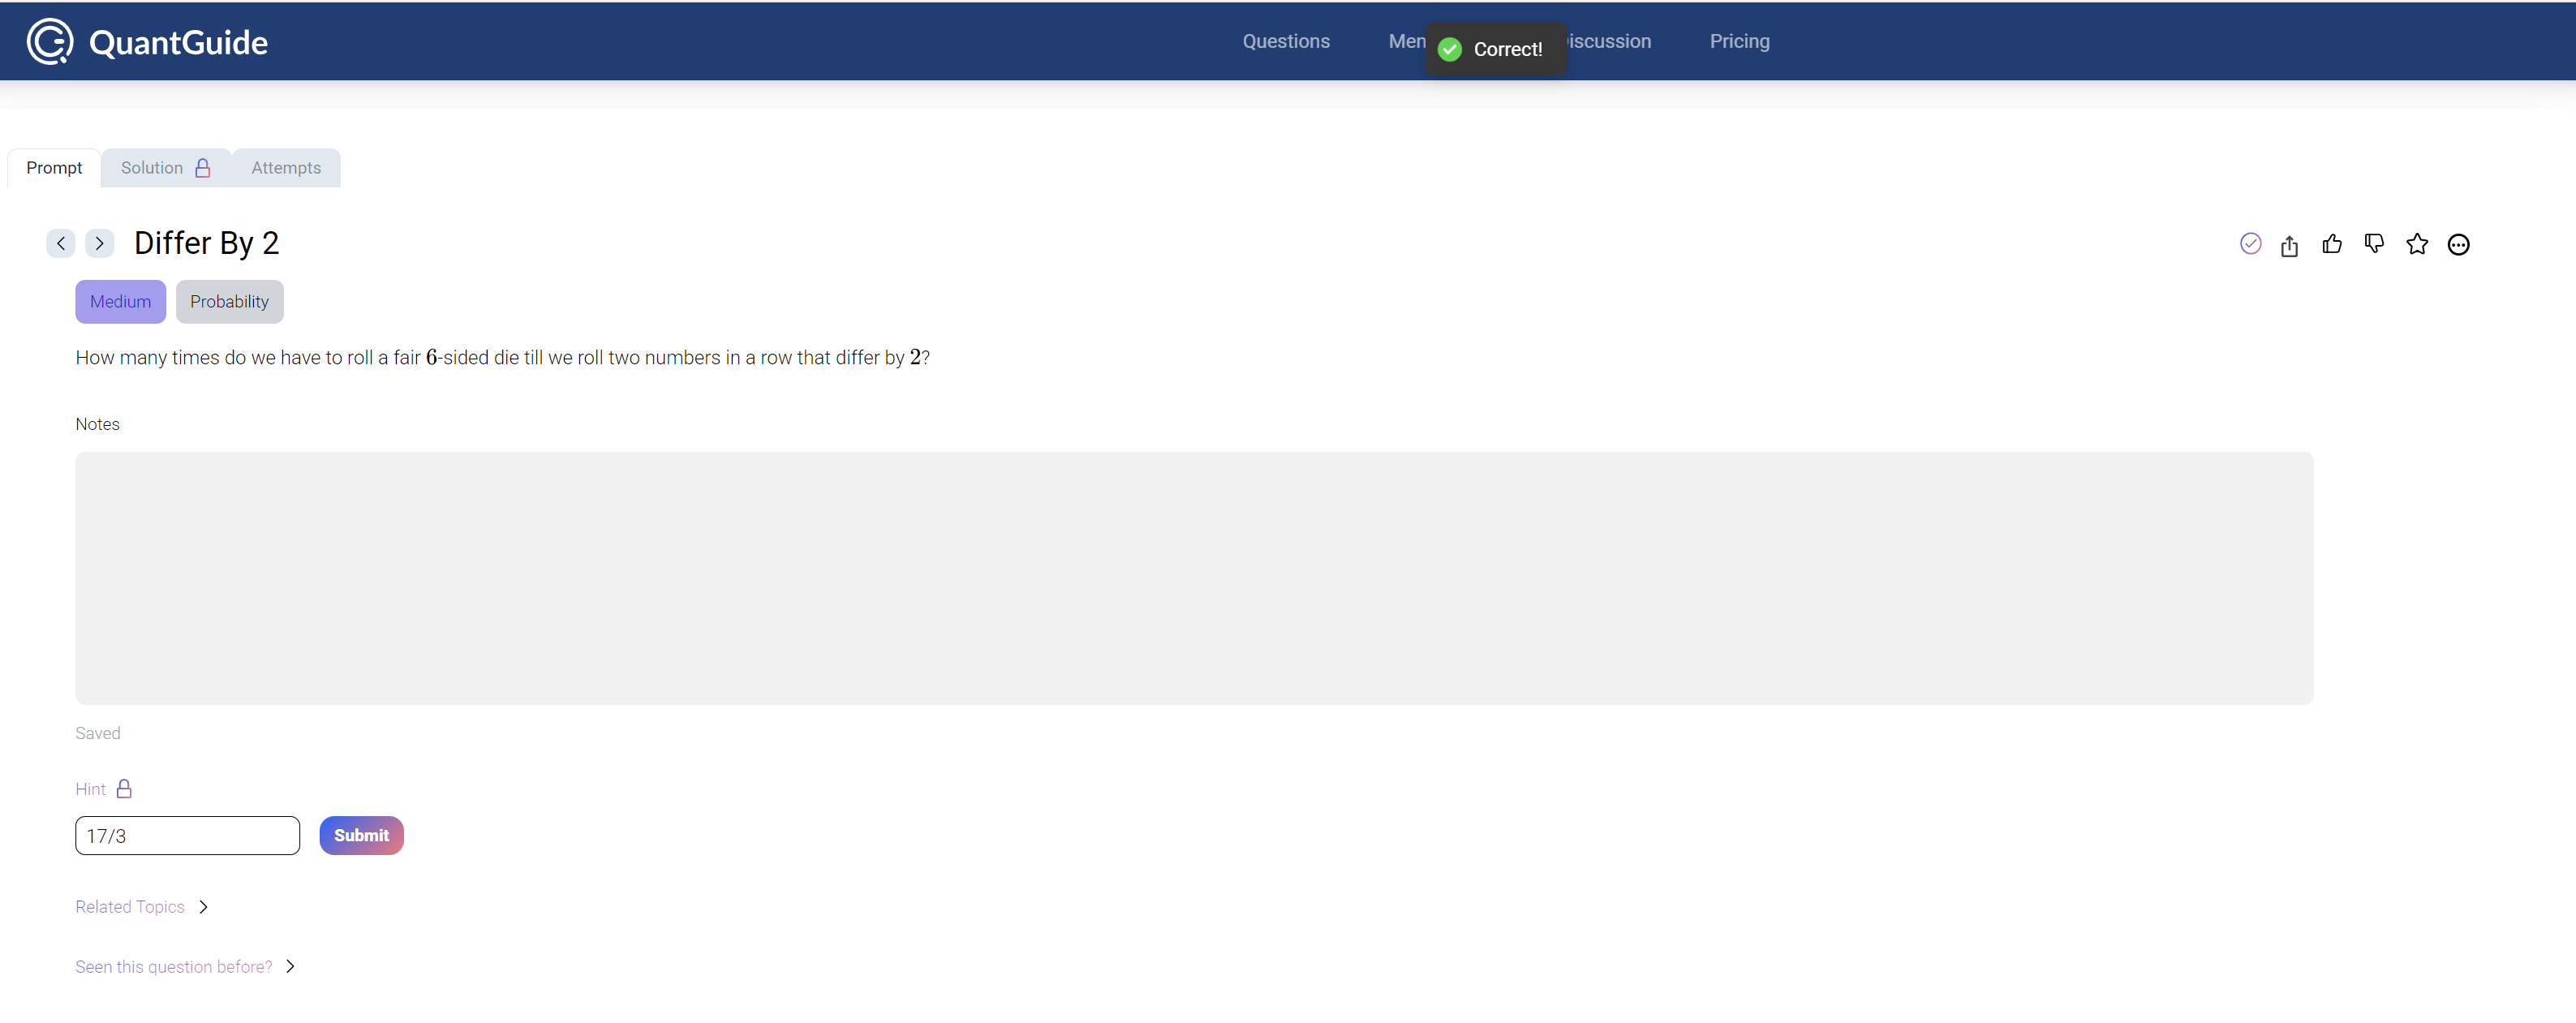 QuantGuide
Questions Men iscussion Pricing
Correct!
Prompt Solution Attempts
Differ By 2
Medium Probability
How many times do we have to roll a fair 6-sided die till we roll two numbers in a row that differ by 2?
Notes
Saved
Hint
17/3 Submit
Related Topics
Seen this question before?